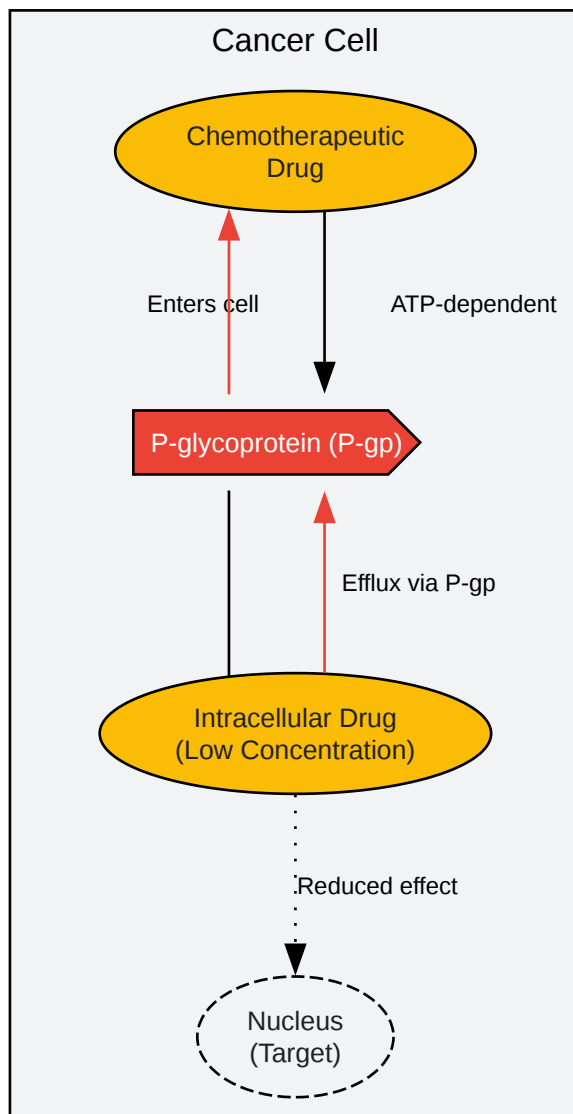 Cancer Cell
Chemotherapeutic
Drug
Enters cell
ATP-dependent
P-glycoprotein (P-gp)
Efflux via P-gp
Intracellular Drug
(Low Concentration)
Reduced effect
Nucleus
(Target)